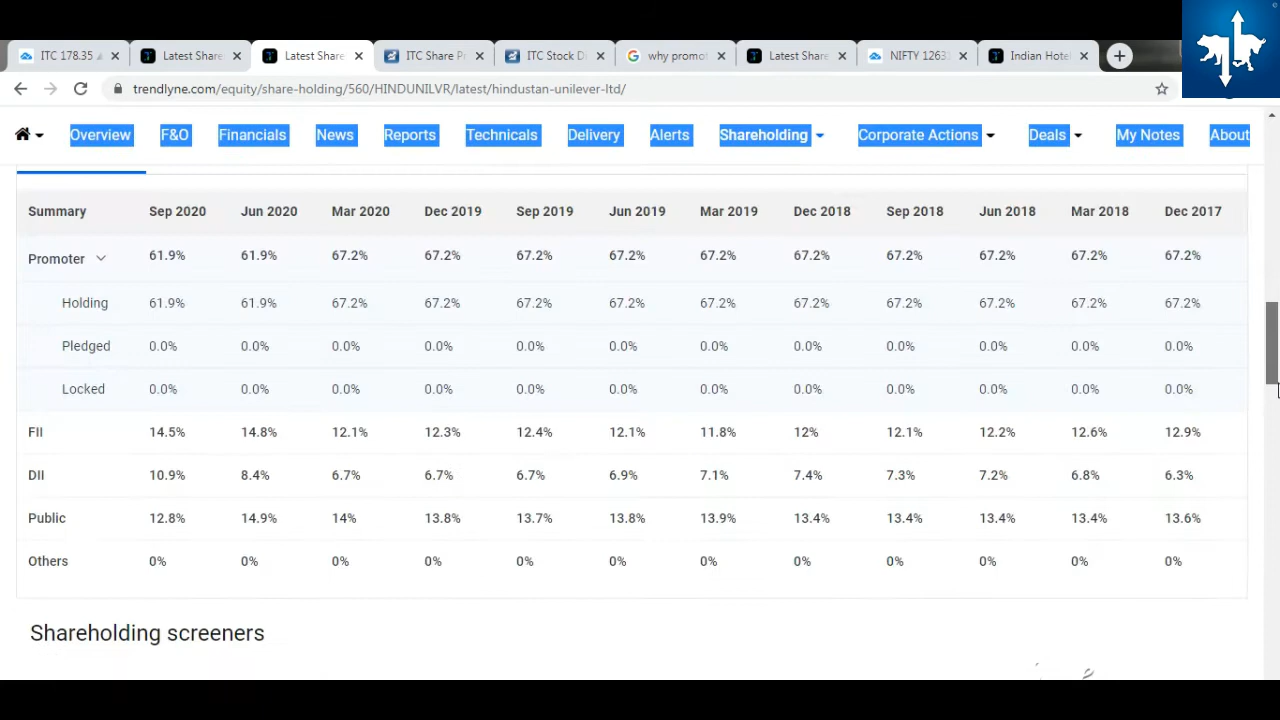 ITC 178.35
Latest Share
Latest Share
ITC Share Pr
ITC Stock D
why promot
Latest Share
NIFTY 12631
Indian Hote
trendlyne.com/equity/share-holding/560/HINDUNILVR/latest/hindustan-unilever-ltd/
Overview F&O Financials News Reports Technicals Delivery Alerts Shareholding Corporate Actions Deals My Notes About
Summary Sep 2020 Jun 2020 Mar 2020 Dec 2019 Sep 2019 Jun 2019 Mar 2019 Dec 2018 Sep 2018 Jun 2018 Mar 2018 Dec 2017
Promoter 61.9% 61.9% 67.2% 67.2% 67.2% 67.2% 67.2% 67.2% 67.2% 67.2% 67.2% 67.2%
Holding 61.9% 61.9% 67.2% 67.2% 67.2% 67.2% 67.2% 67.2% 67.2% 67.2% 67.2% 67.2%
Pledged 0.0% 0.0% 0.0% 0.0% 0.0% 0.0% 0.0% 0.0% 0.0% 0.0% 0.0% 0.0%
Locked 0.0% 0.0% 0.0% 0.0% 0.0% 0.0% 0.0% 0.0% 0.0% 0.0% 0.0% 0.0%
FII 14.5% 14.8% 12.1% 12.3% 12.4% 12.1% 11.8% 12% 12.1% 12.2% 12.6% 12.9%
DII 10.9% 8.4% 6.7% 6.7% 6.7% 6.9% 7.1% 7.4% 7.3% 7.2% 6.8% 6.3%
Public 12.8% 14.9% 14% 13.8% 13.7% 13.8% 13.9% 13.4% 13.4% 13.4% 13.4% 13.6%
Others 0% 0% 0% 0% 0% 0% 0% 0% 0% 0% 0% 0%
Shareholding screeners